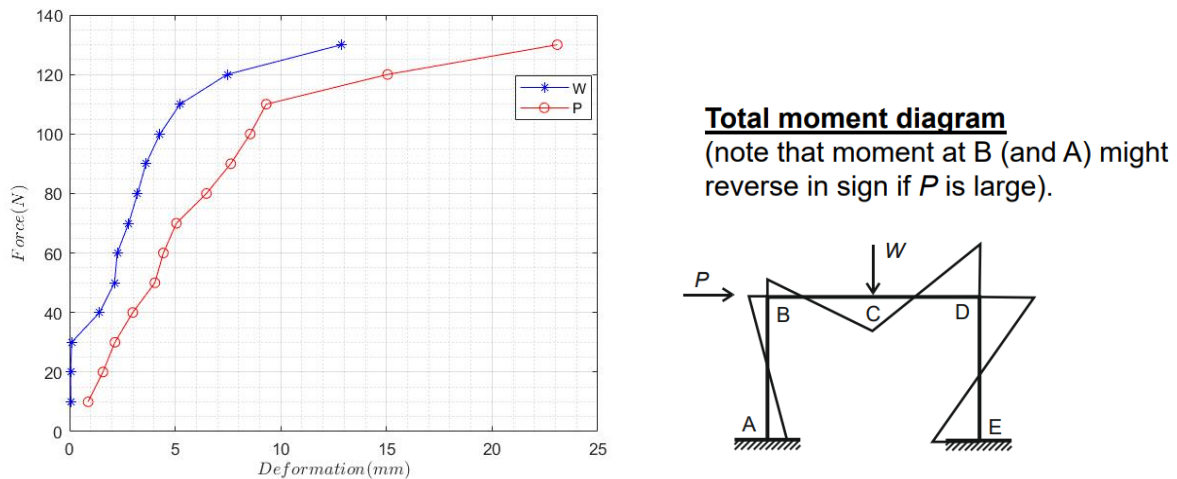 140
120
100
80
60
40
20
0
Force(N)
0 5 10 15 20 25
Deformation(mm)
W
P
Total moment diagram
(note that moment at B (and A) might
reverse in sign if P is large).
W
P
B C D
A E